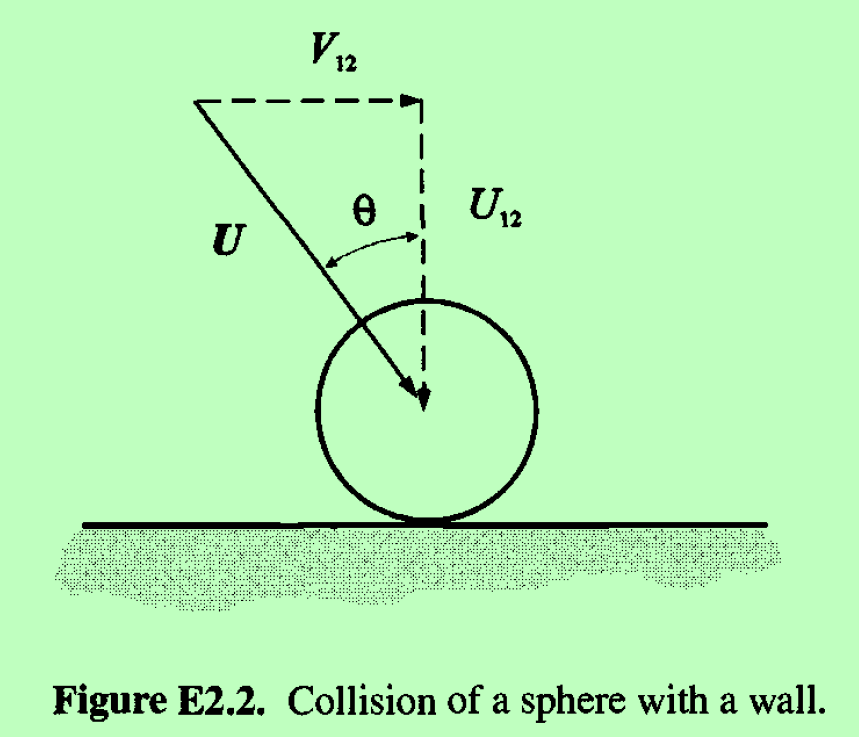 V12
θ
U12
U
Figure E2.2. Collision of a sphere with a wall.